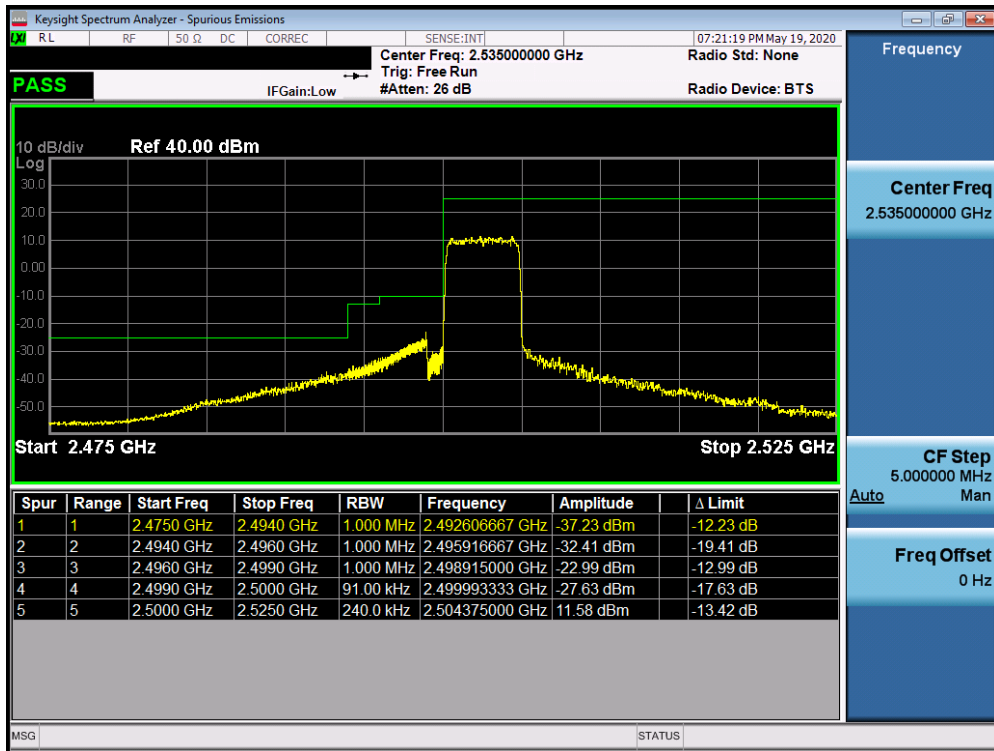 Keysight Spectrum Analyzer - Spurious Emissions
LXI RL RF 50 Ω DC CORREC SENSE:INT 07:21:19 PM May 19, 2020
Center Freq: 2.535000000 GHz Radio Std: None
Trig: Free Run
PASS IFGain:Low #Atten: 26 dB Radio Device: BTS
10 dB/div Ref 40.00 dBm
Log
30.0
20.0
10.0
0.00
-10.0
-20.0
-30.0
-40.0
-50.0
Start 2.475 GHz Stop 2.525 GHz
Spur Range Start Freq Stop Freq RBW Frequency Amplitude Δ Limit
1 1 2.4750 GHz 2.4940 GHz 1.000 MHz 2.492606667 GHz -37.23 dBm -12.23 dB
2 2 2.4940 GHz 2.4960 GHz 1.000 MHz 2.495916667 GHz -32.41 dBm -19.41 dB
3 3 2.4960 GHz 2.4990 GHz 1.000 MHz 2.498915000 GHz -22.99 dBm -12.99 dB
4 4 2.4990 GHz 2.5000 GHz 91.00 kHz 2.499993333 GHz -27.63 dBm -17.63 dB
5 5 2.5000 GHz 2.5250 GHz 240.0 kHz 2.504375000 GHz 11.58 dBm -13.42 dB
MSG STATUS
Frequency
Center Freq
2.535000000 GHz
CF Step
5.000000 MHz
Auto Man
Freq Offset
0 Hz